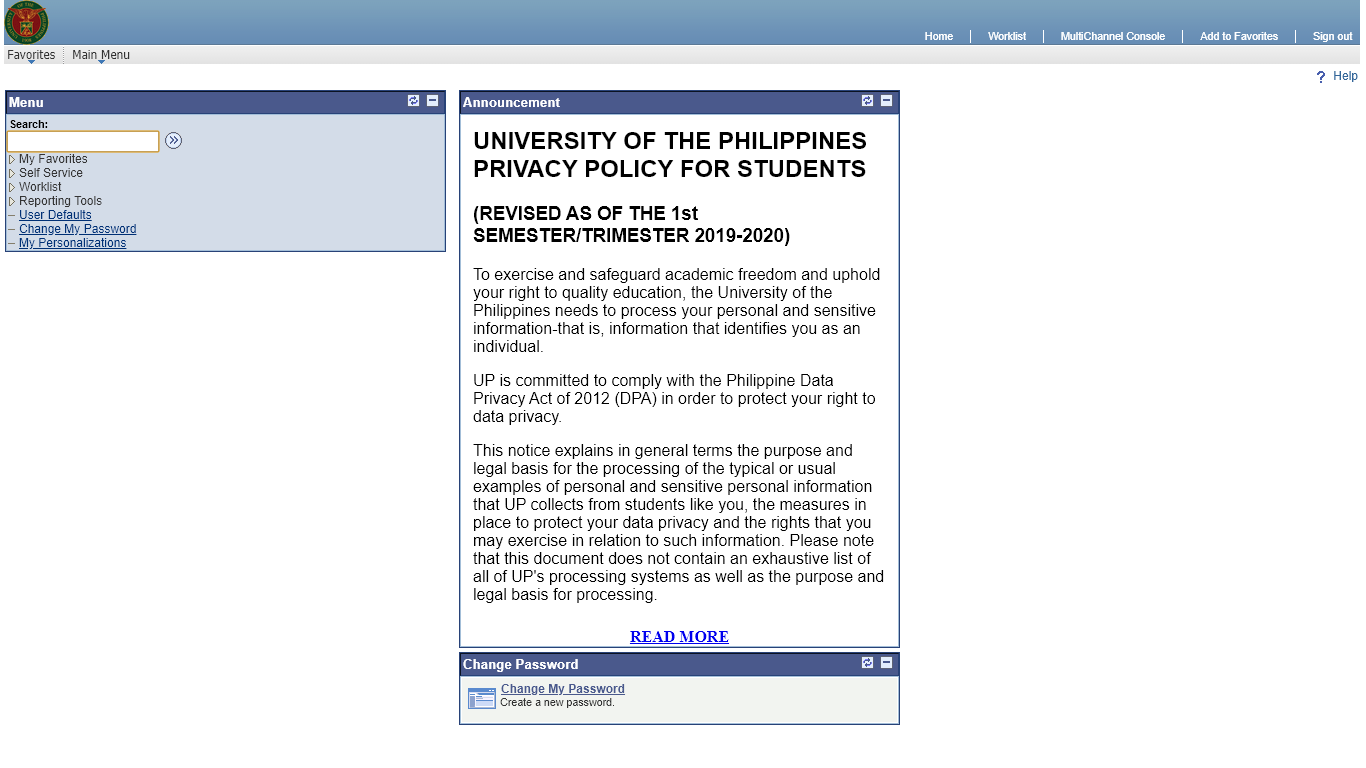 Home
Worklist
MultiChannel Console
Add to Favorites
Sign out
Favorites
Main Menu
? Help
Menu
Search:
My Favorites
Self Service
Worklist
Reporting Tools
User Defaults
Change My Password
My Personalizations
Announcement
UNIVERSITY OF THE PHILIPPINES
PRIVACY POLICY FOR STUDENTS
(REVISED AS OF THE 1st
SEMESTER/TRIMESTER 2019-2020)
To exercise and safeguard academic freedom and uphold
your right to quality education, the University of the
Philippines needs to process your personal and sensitive
information-that is, information that identifies you as an
individual.
UP is committed to comply with the Philippine Data
Privacy Act of 2012 (DPA) in order to protect your right to
data privacy.
This notice explains in general terms the purpose and
legal basis for the processing of the typical or usual
examples of personal and sensitive personal information
that UP collects from students like you, the measures in
place to protect your data privacy and the rights that you
may exercise in relation to such information. Please note
that this document does not contain an exhaustive list of
all of UP's processing systems as well as the purpose and
legal basis for processing.
READ MORE
Change Password
Change My Password
Create a new password.